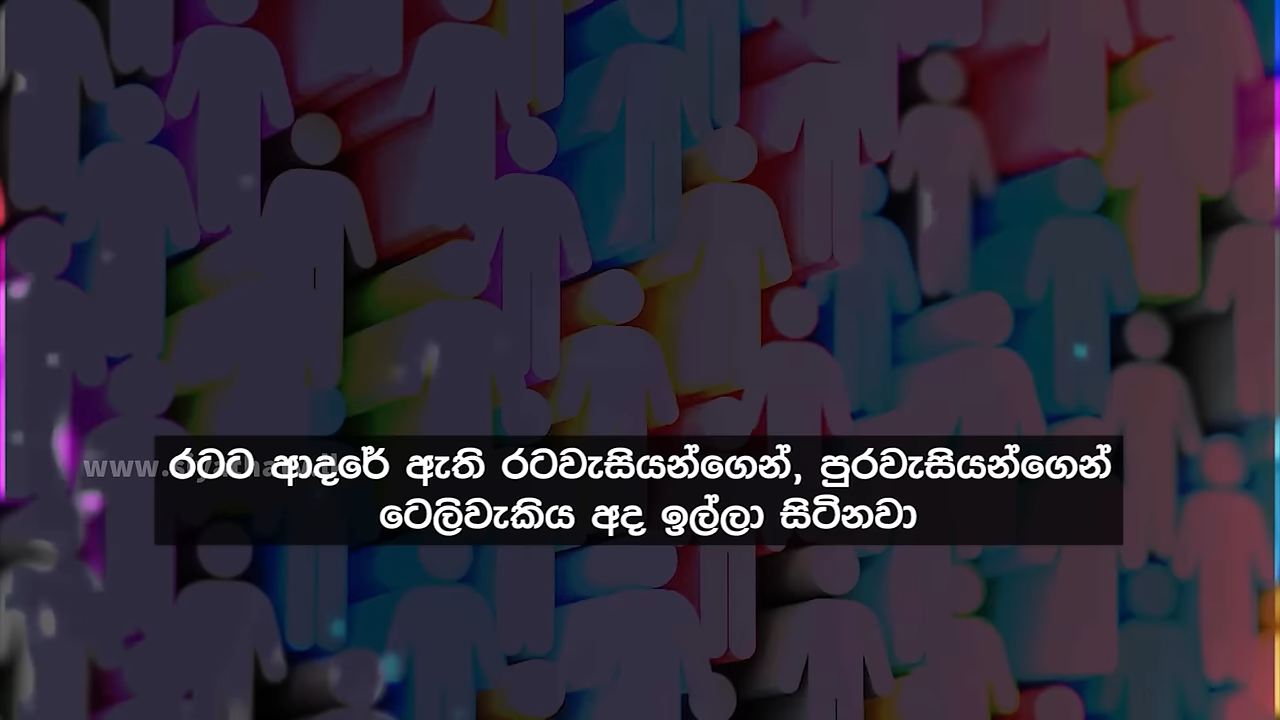 රටට ආදරේ ඇති රටවැසියන්ගෙන්, පුරවැසියන්ගෙන්
ටෙලිවැකිය අද ඉල්ලා සිටිනවා